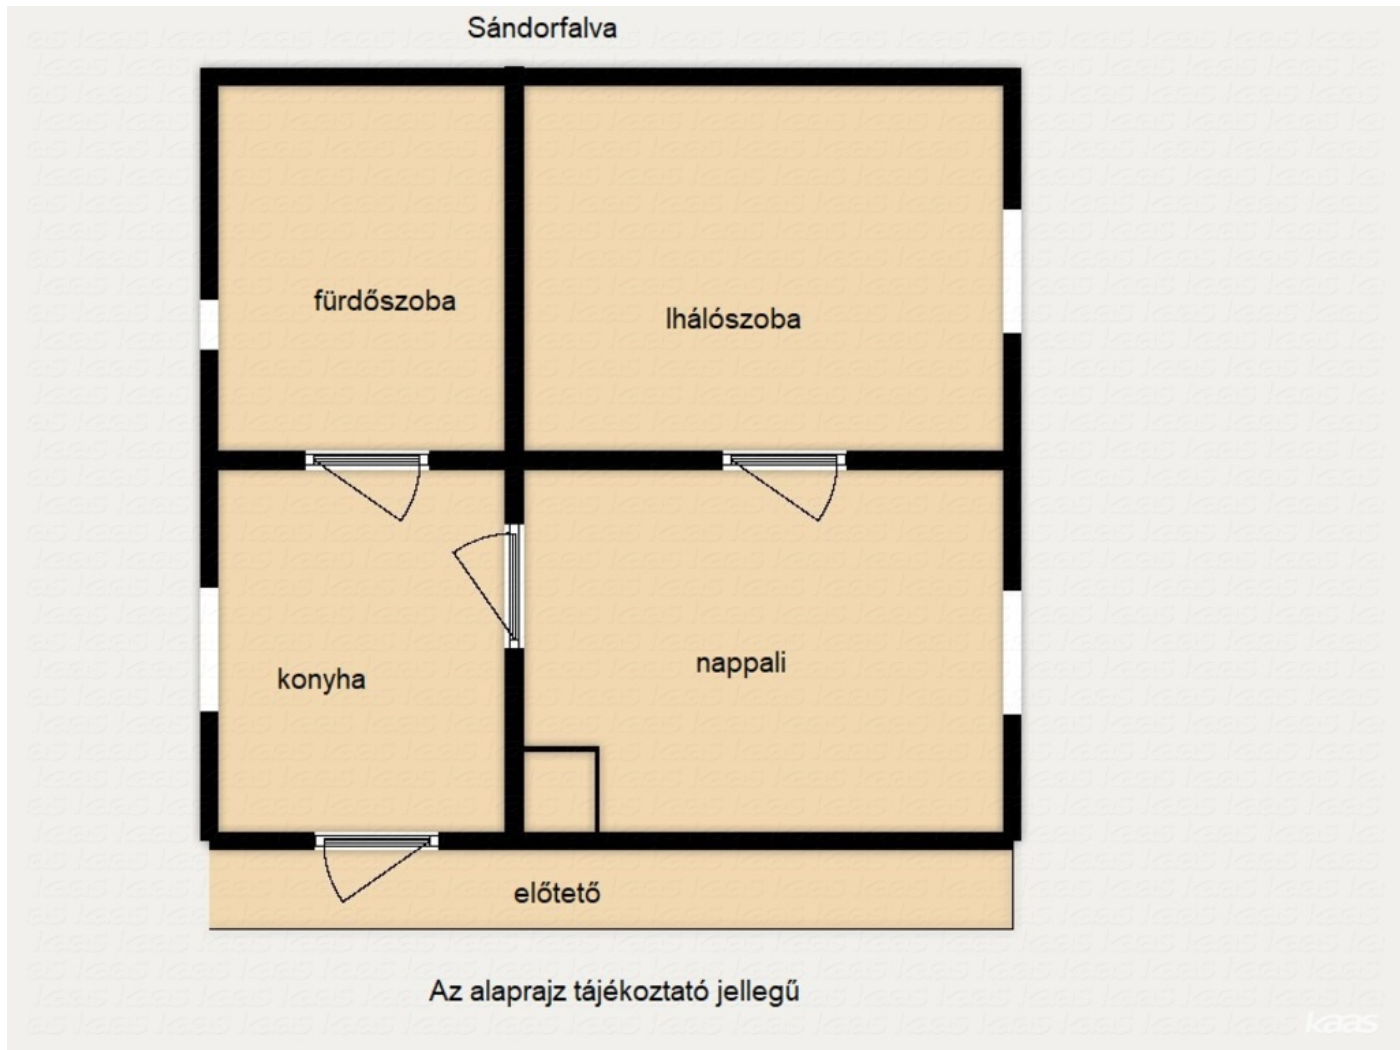 Sándorfalva
fürdőszoba
lhálószoba
konyha
nappali
előtető
Az alaprajz tájékoztató jellegű
kaas